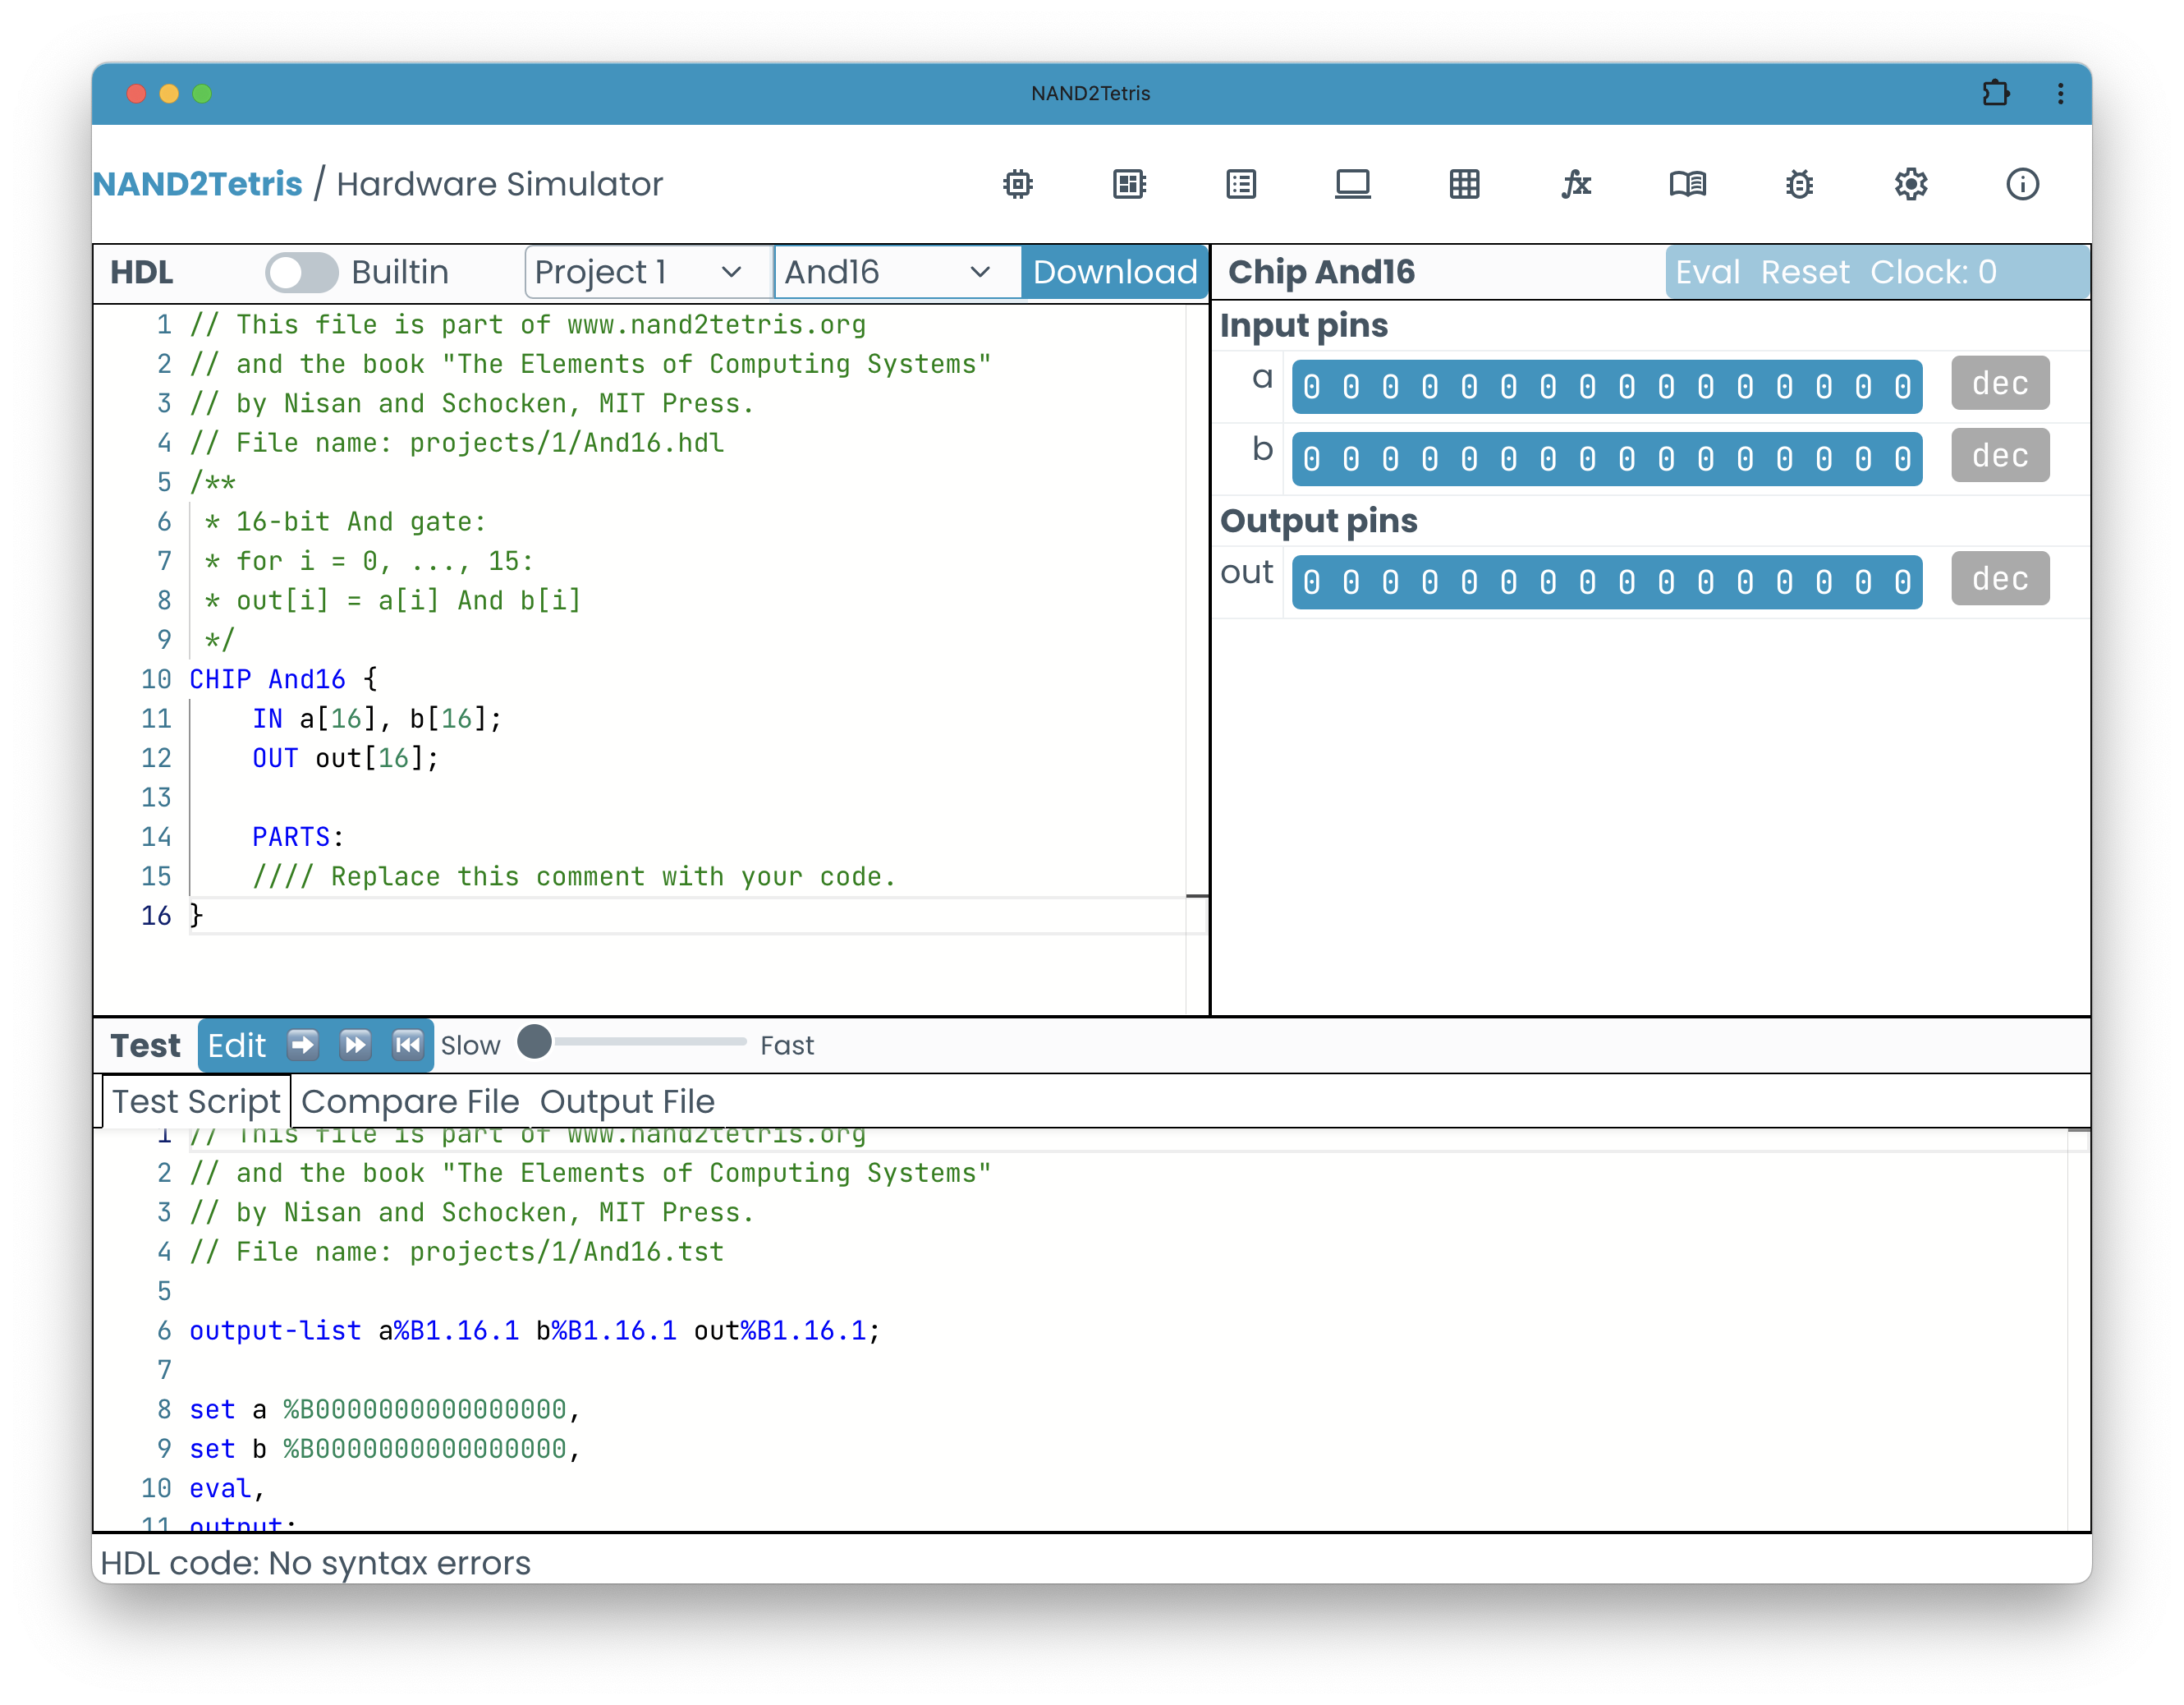 NAND2Tetris
NAND2Tetris / Hardware Simulator
HDL Builtin Project 1 And16 Download
1 // This file is part of www.nand2tetris.org
2 // and the book "The Elements of Computing Systems"
3 // by Nisan and Schocken, MIT Press.
4 // File name: projects/1/And16.hdl
5 /**
6 * 16-bit And gate:
7 * for i = 0, ..., 15:
8 * out[i] = a[i] And b[i]
9 */
10 CHIP And16 {
11 IN a[16], b[16];
12 OUT out[16];
13
14 PARTS:
15 //// Replace this comment with your code.
16 }
Chip And16 Eval Reset Clock: 0
Input pins
a 0 0 0 0 0 0 0 0 0 0 0 0 0 0 0 0 dec
b 0 0 0 0 0 0 0 0 0 0 0 0 0 0 0 0 dec
Output pins
out 0 0 0 0 0 0 0 0 0 0 0 0 0 0 0 0 dec
Test Edit Slow Fast
Test Script Compare File Output File
1 // This file is part of www.nand2tetris.org
2 // and the book "The Elements of Computing Systems"
3 // by Nisan and Schocken, MIT Press.
4 // File name: projects/1/And16.tst
5
6 output-list a%B1.16.1 b%B1.16.1 out%B1.16.1;
7
8 set a %B0000000000000000,
9 set b %B0000000000000000,
10 eval,
11 output;
HDL code: No syntax errors